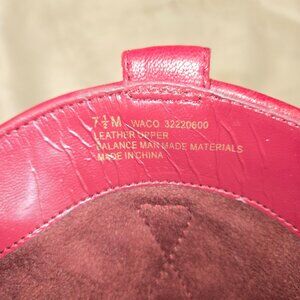 7½M WACO 32220600
LEATHER UPPER
BALANCE MAN MADE MATERIALS
MADE IN CHINA